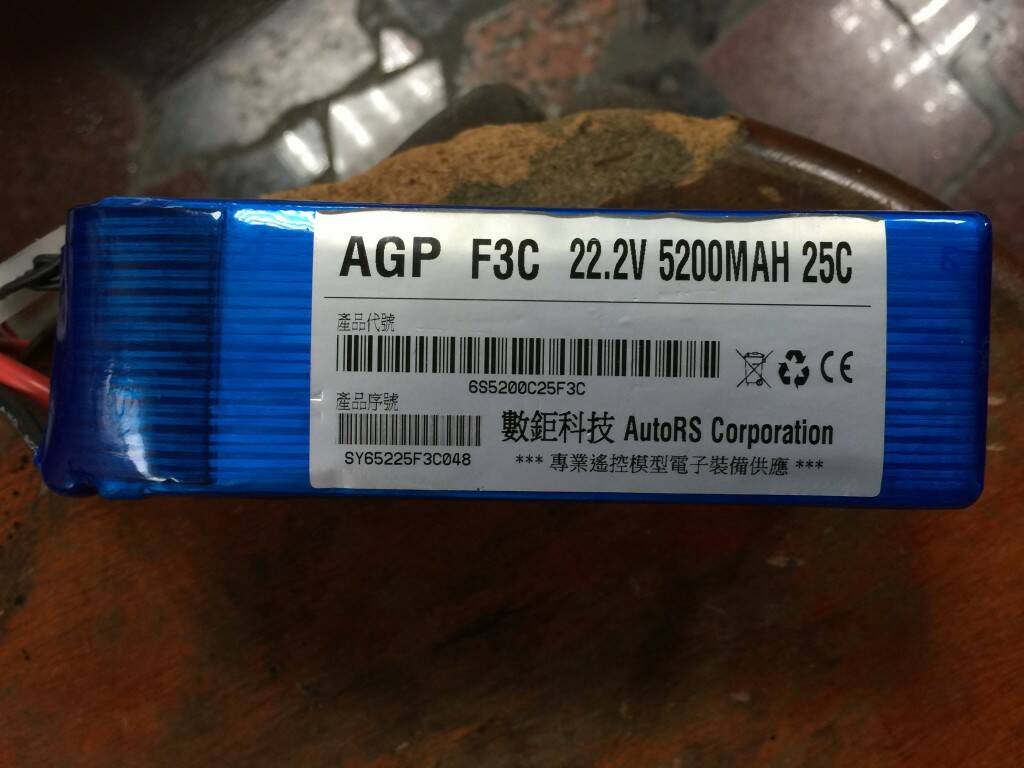 AGP F3C 22.2V 5200MAH 25C
產品代號
6S5200C25F3C
產品序號
SY65225F3C048
數鉅科技 AutoRS Corporation
*** 專業遙控模型電子裝備供應 ***
CE